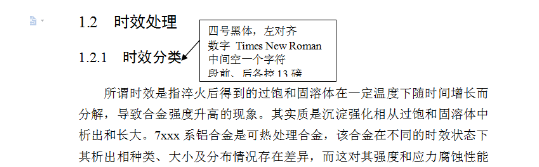 1.2 时效处理
四号黑体，左对齐
数字 Times New Roman
中间空一个字符
段前、后各控 13 磅
1.2.1 时效分类
所谓时效是指淬火后得到的过饱和固溶体在一定温度下随时间增长而
分解，导致合金强度升高的现象。其实质是沉淀强化相从过饱和固溶体中
析出和长大。7xxx 系铝合金是可热处理合金，该合金在不同的时效状态下
其析出相种类、大小及分布情况存在差异，而这对其强度和应力腐蚀性能